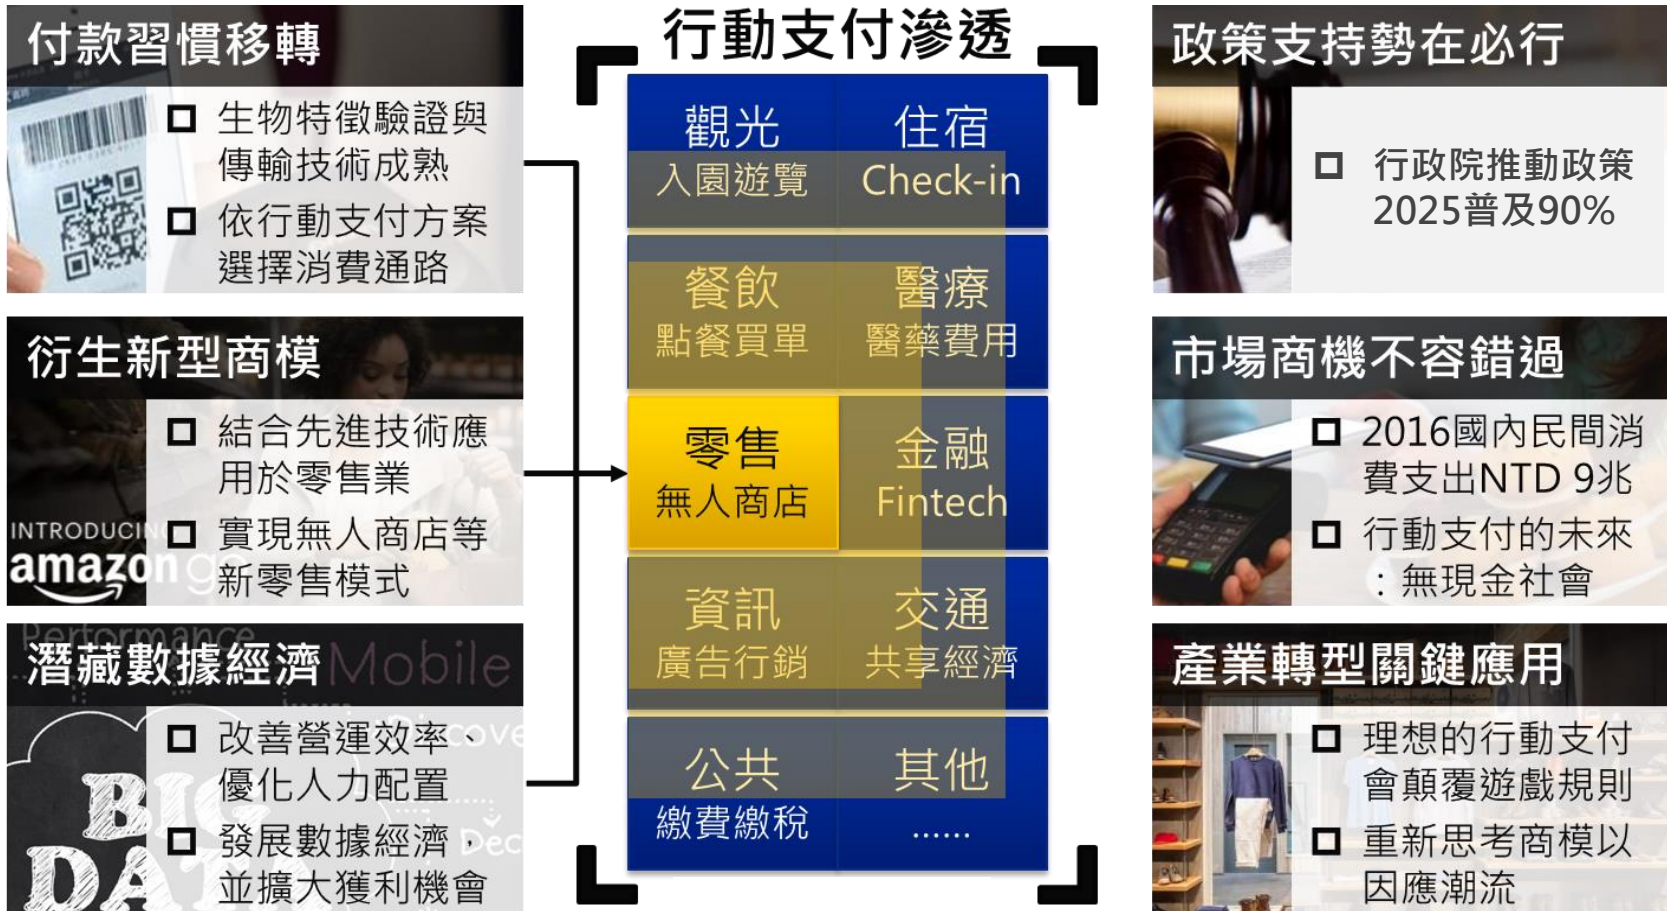 付款習慣移轉
生物特徵驗證與
傳輸技術成熟
依行動支付方案
選擇消費通路
衍生新型商模
結合先進技術應
用於零售業
INTRODUCING
實現無人商店等
amazon go
新零售模式
Performance
潛藏數據經濟
Mobile
改善營運效率、
優化人力配置
BIG
DATA
發展數據經濟，
並擴大獲利機會
行動支付滲透
觀光
入園遊覽
住宿
Check-in
餐飲
點餐買單
醫療
醫藥費用
零售
無人商店
金融
Fintech
資訊
廣告行銷
交通
共享經濟
公共
繳費繳稅
其他
......
政策支持勢在必行
行政院推動政策
2025普及90%
市場商機不容錯過
2016國內民間消
費支出NTD 9兆
行動支付的未來
：無現金社會
產業轉型關鍵應用
理想的行動支付
會顛覆遊戲規則
重新思考商模以
因應潮流